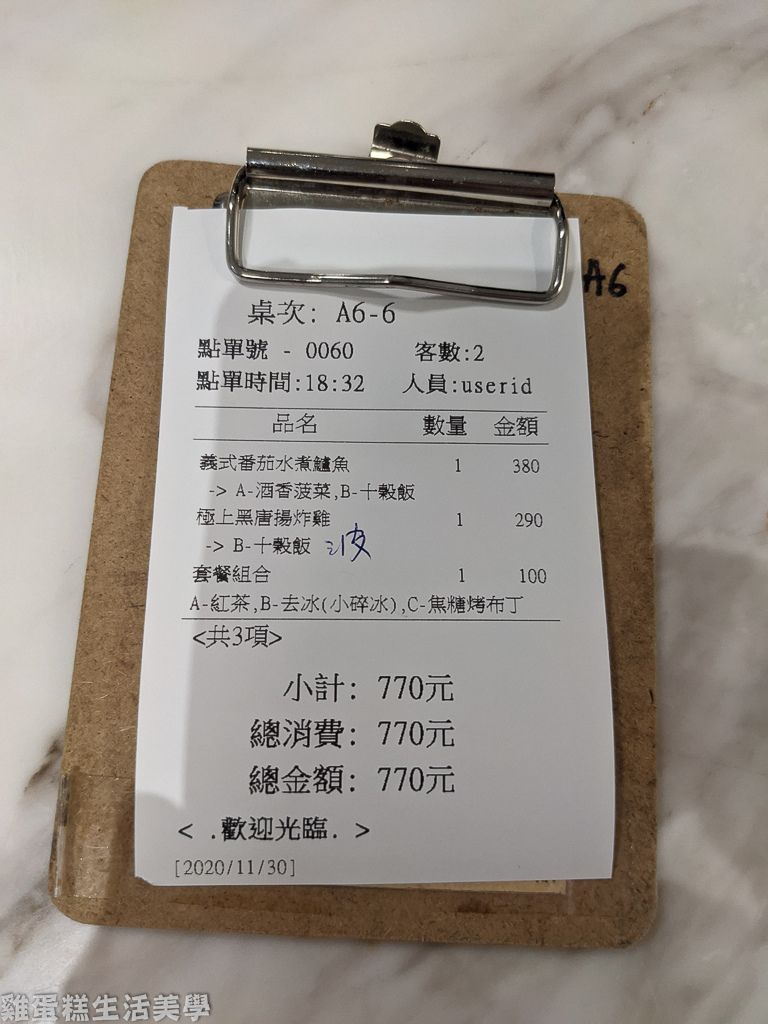 A6
桌次: A6-6
點單號 - 0060 客數:2
點單時間:18:32 人員:userid
品名 數量 金額
義式番茄水煮鱸魚 1 380
-> A-酒香菠菜,B-十穀飯
極上黑唐揚炸雞 1 290
-> B-十穀飯
套餐組合 1 100
A-紅茶,B-去冰(小碎冰),C-焦糖烤布丁
<共3項>
小計: 770元
總消費: 770元
總金額: 770元
< .歡迎光臨. >
[2020/11/30]
雞蛋糕生活美學